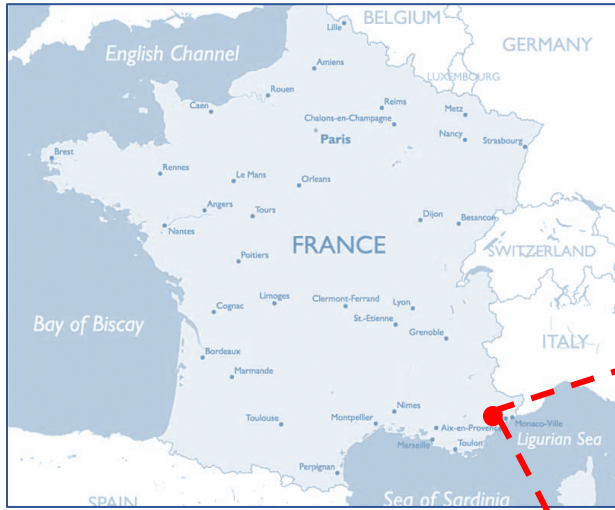 BELGIUM
Lille
English Channel
GERMANY
Amiens
LUXEMBOURG
Rouen
Reims
Caen
Metz
Chalons-en-Champagne
Paris
Nancy
Strasbourg
Brest
Rennes
Le Mans
Orleans
Angers
Tours
Dijon
Besancon
Nantes
FRANCE
SWITZERLAND
Poitiers
Limoges
Clermont-Ferrand
Lyon
Cognac
St.-Etienne
Bay of Biscay
Grenoble
ITALY
Bordeaux
Marmande
Nimes
Toulouse
Montpellier
Aix-en-Provence
Monaco-Ville
Marseille
Toulon
Ligurian Sea
Perpignan
SPAIN
Sea of Sardinia